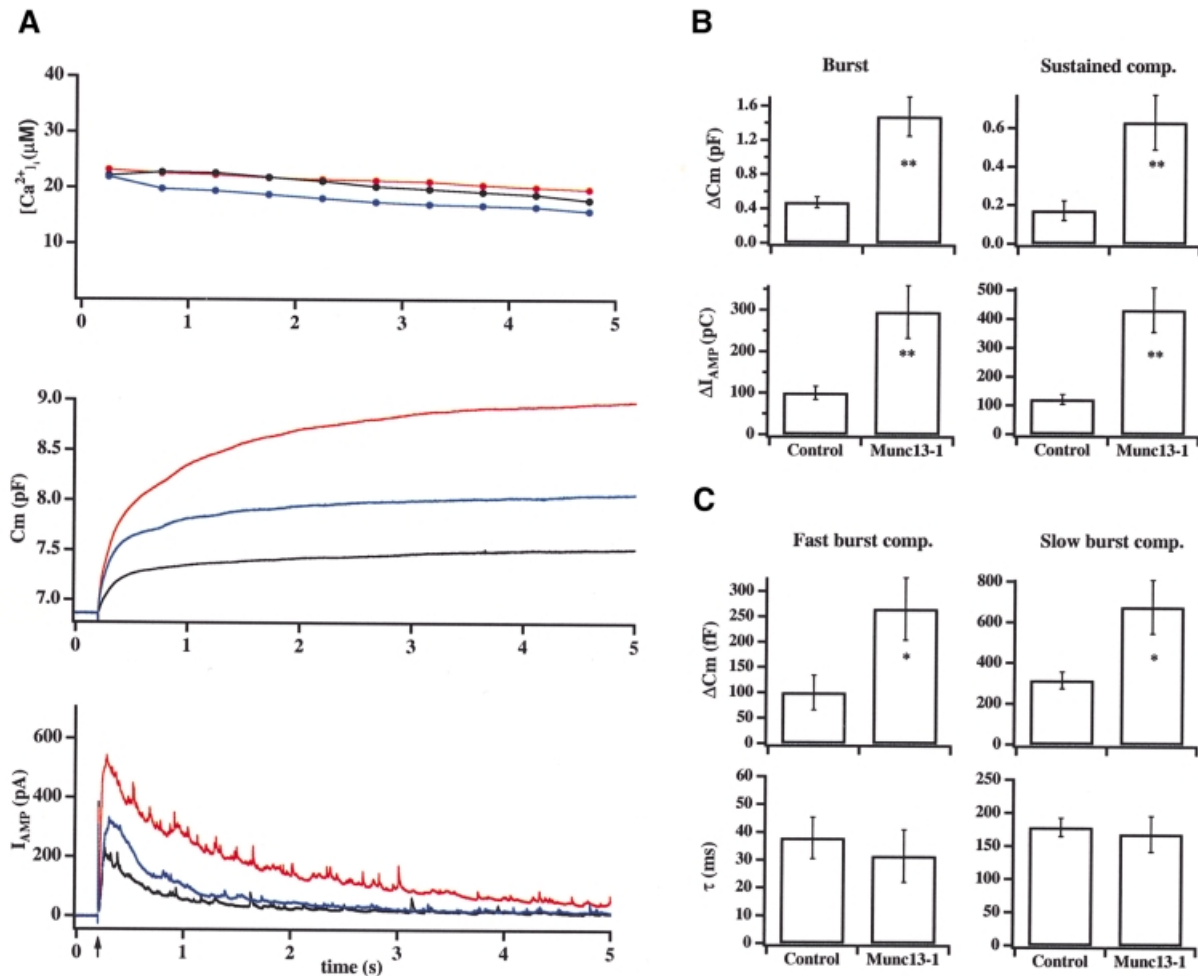 A
[Ca2+]i (µM)
40
30
20
10
0 1 2 3 4 5
Cm (pF)
9.0
8.5
8.0
7.5
7.0
0 1 2 3 4 5
IAMP (pA)
600
400
200
0
0 1 2 3 4 5
time (s)
B
Burst
Sustained comp.
ΔCm (pF)
1.6
1.2
0.8
0.4
0.0
**
0.6
0.4
0.2
0.0
**
ΔIAMP (pC)
300
200
100
0
**
Control Munc13-1
500
400
300
200
100
0
**
Control Munc13-1
C
Fast burst comp.
Slow burst comp.
ΔCm (fF)
300
250
200
150
100
50
0
*
800
600
400
200
0
*
τ (ms)
60
50
40
30
20
10
0
Control Munc13-1
250
200
150
100
50
0
Control Munc13-1